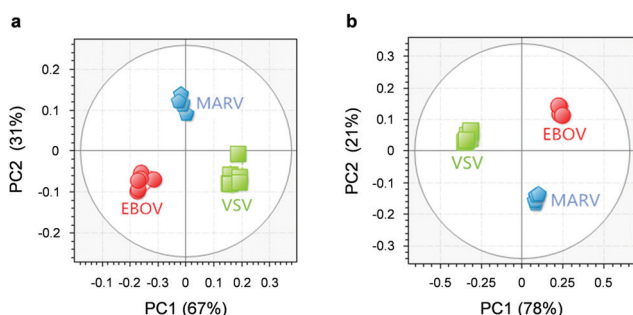 a
b
0.2
0.1
0
-0.1
-0.2
PC2 (31%)
MARV
EBOV
VSV
-0.1 -0.2 -0.1 0 0.1 0.2 0.3
PC1 (67%)
0.3
0.2
0.1
0
-0.1
-0.2
-0.3
PC2 (21%)
EBOV
VSV
MARV
-0.5 -0.25 0 0.25 0.5
PC1 (78%)